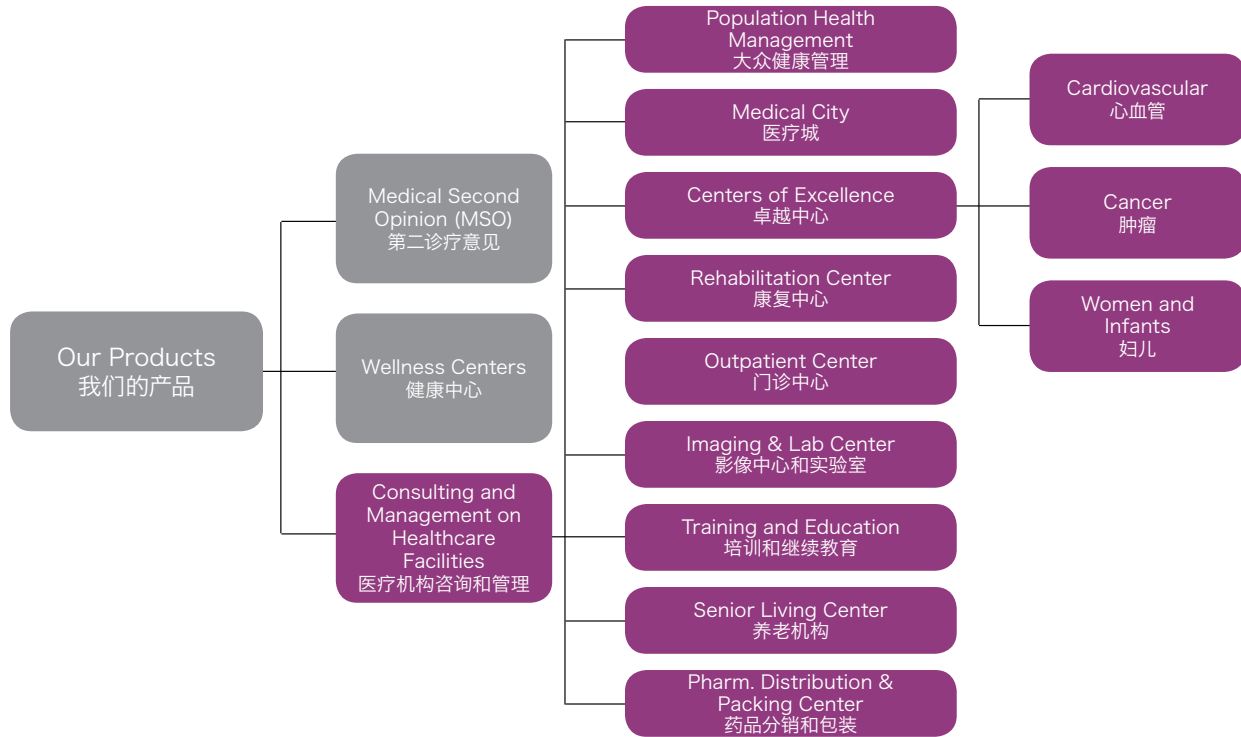 Our Products
我们的产品
Medical Second
Opinion (MSO)
第二诊疗意见
Wellness Centers
健康中心
Consulting and
Management on
Healthcare
Facilities
医疗机构咨询和管理
Population Health
Management
大众健康管理
Medical City
医疗城
Centers of Excellence
卓越中心
Rehabilitation Center
康复中心
Outpatient Center
门诊中心
Imaging & Lab Center
影像中心和实验室
Training and Education
培训和继续教育
Senior Living Center
养老机构
Pharm. Distribution &
Packing Center
药品分销和包装
Cardiovascular
心血管
Cancer
肿瘤
Women and
Infants
妇儿